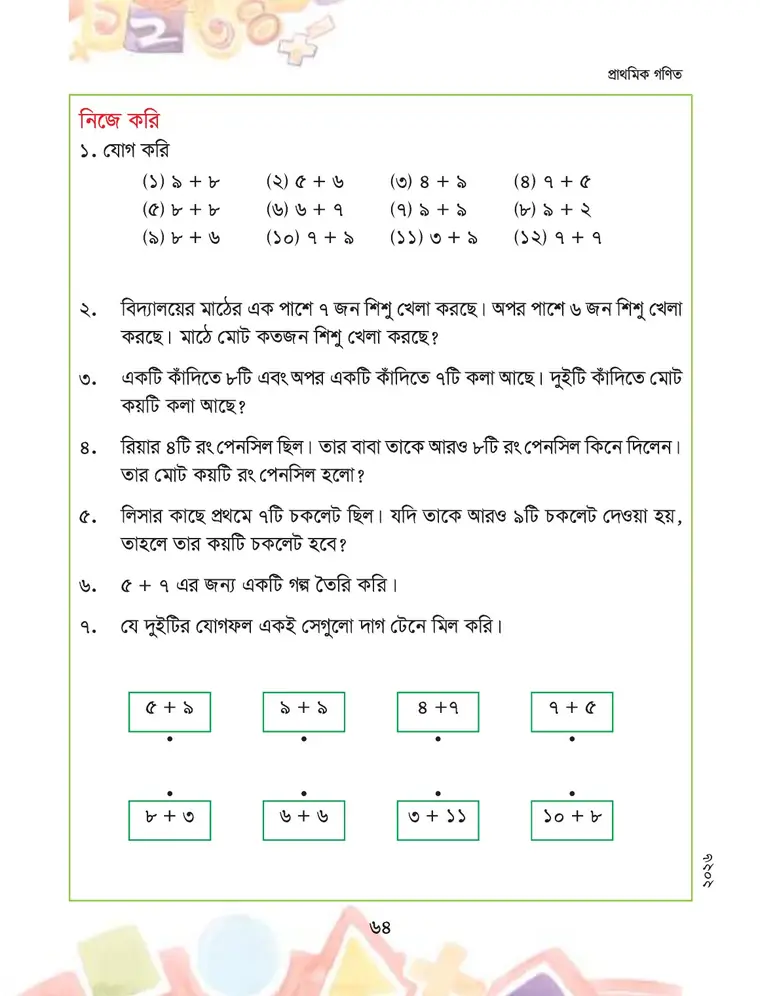 প্রাথমিক গণিত
নিজে করি
১. যোগ করি
(১) ৯ + ৮ (২) ৫ + ৬ (৩) ৪ + ৯ (৪) ৭ + ৫
(৫) ৮ + ৮ (৬) ৬ + ৭ (৭) ৯ + ৯ (৮) ৯ + ২
(৯) ৮ + ৬ (১০) ৭ + ৯ (১১) ৩ + ৯ (১২) ৭ + ৭
২. বিদ্যালয়ের মাঠের এক পাশে ৭ জন শিশু খেলা করছে। অপর পাশে ৬ জন শিশু খেলা
করছে। মাঠে মোট কতজন শিশু খেলা করছে?
৩. একটি কাঁদিতে ৮টি এবং অপর একটি কাঁদিতে ৭টি কলা আছে। দুইটি কাঁদিতে মোট
কয়টি কলা আছে?
৪. রিয়ার ৪টি রং পেনসিল ছিল। তার বাবা তাকে আরও ৮টি রং পেনসিল কিনে দিলেন।
তার মোট কয়টি রং পেনসিল হলো?
৫. লিসার কাছে প্রথমে ৭টি চকলেট ছিল। যদি তাকে আরও ৯টি চকলেট দেওয়া হয়,
তাহলে তার কয়টি চকলেট হবে?
৬. ৫ + ৭ এর জন্য একটি গল্প তৈরি করি।
৭. যে দুইটির যোগফল একই সেগুলো দাগ টেনে মিল করি।
৫ + ৯ ৯ + ৯ ৪ +৭ ৭ + ৫
৮ + ৩ ৬ + ৬ ৩ + ১১ ১০ + ৮
২০২৬
৬৪